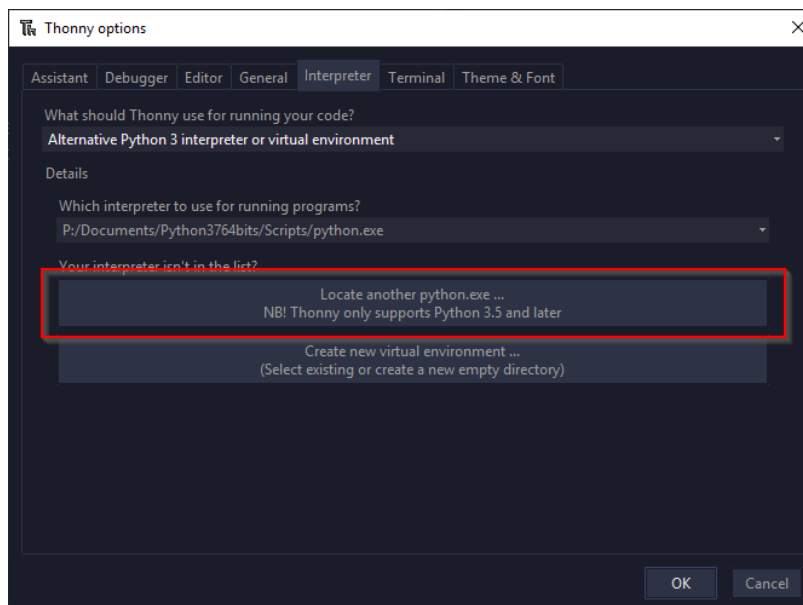 Thonny options
Assistant Debugger Editor General Interpreter Terminal Theme & Font
What should Thonny use for running your code?
Alternative Python 3 interpreter or virtual environment
Details
Which interpreter to use for running programs?
P:/Documents/Python3764bits/Scripts/python.exe
Your interpreter isn't in the list?
Locate another python.exe ...
NB! Thonny only supports Python 3.5 and later
Create new virtual environment ...
(Select existing or create a new empty directory)
OK Cancel